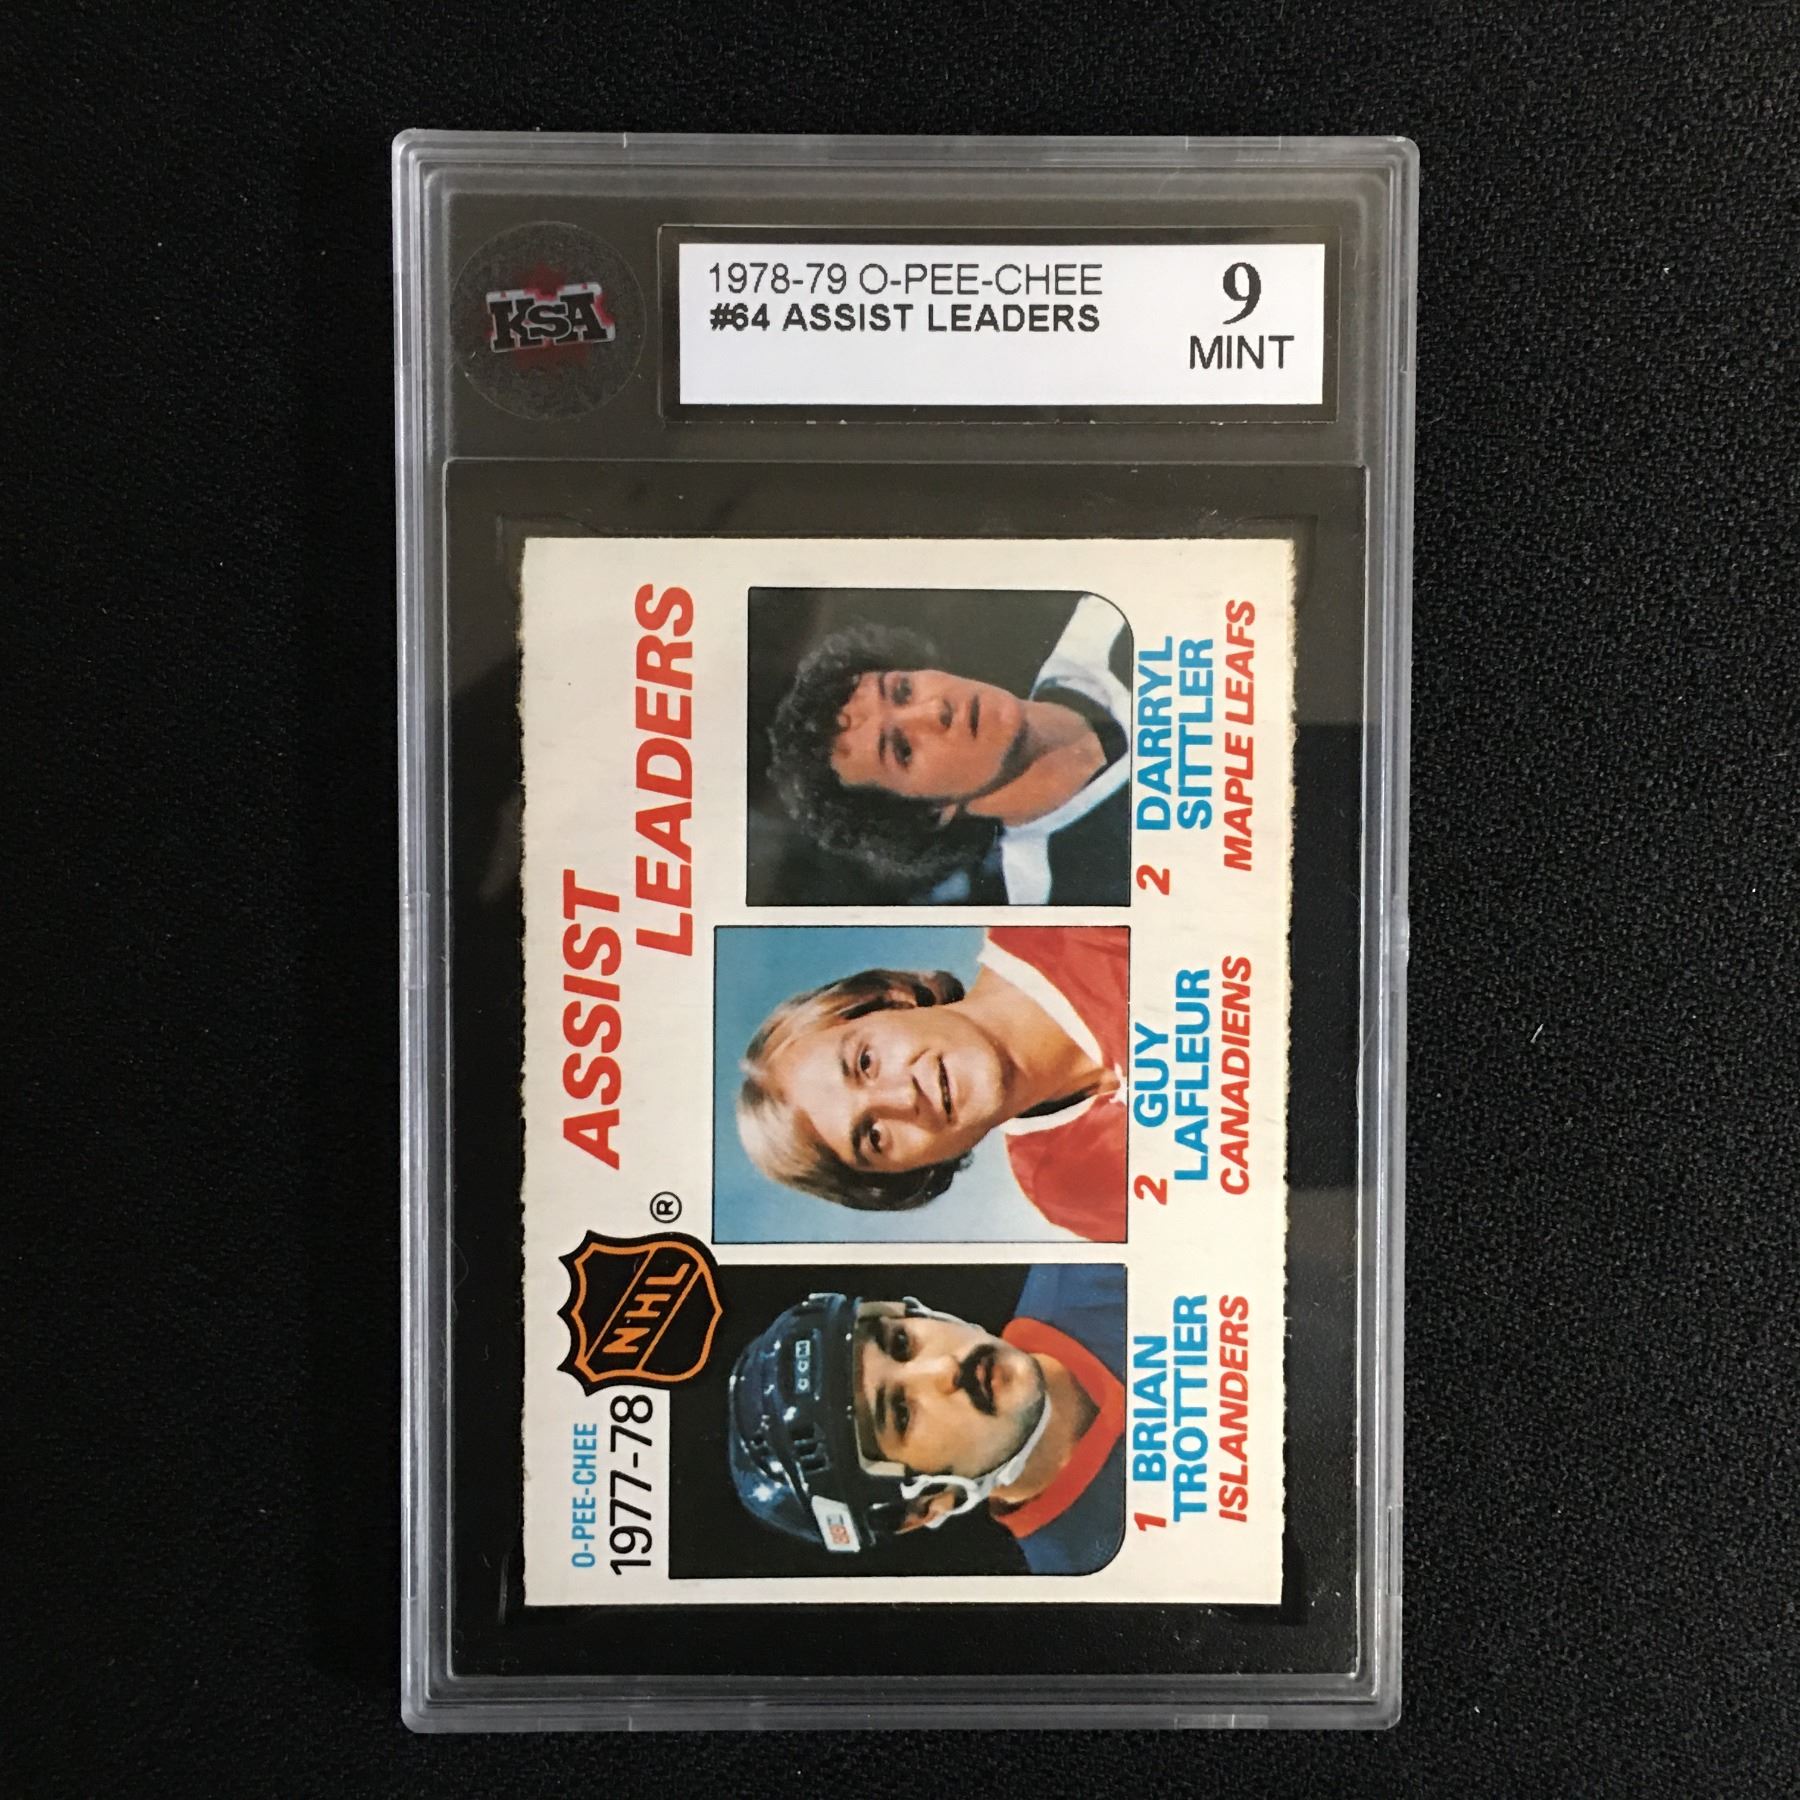 KSA
1978-79 O-PEE-CHEE
#64 ASSIST LEADERS
9
MINT
O-PEE-CHEE
1977-78
NHL
®
ASSIST
LEADERS
CCM
1 BRIAN
TROTTIER
ISLANDERS
2 GUY
LAFLEUR
CANADIENS
2 DARRYL
SITTLER
MAPLE LEAFS